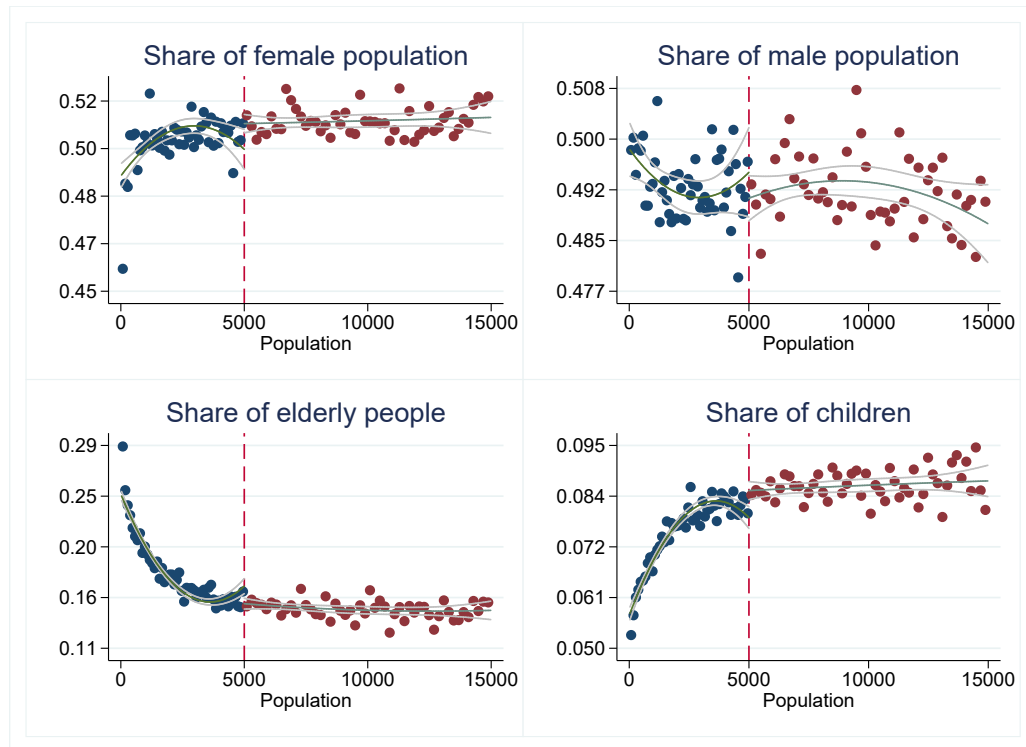 Share of female population
0.52
0.50
0.48
0.47
0.45
0 5000 10000 15000
Population
Share of male population
0.508
0.500
0.492
0.485
0.477
0 5000 10000 15000
Population
Share of elderly people
0.29
0.25
0.20
0.16
0.11
0 5000 10000 15000
Population
Share of children
0.095
0.084
0.072
0.061
0.050
0 5000 10000 15000
Population